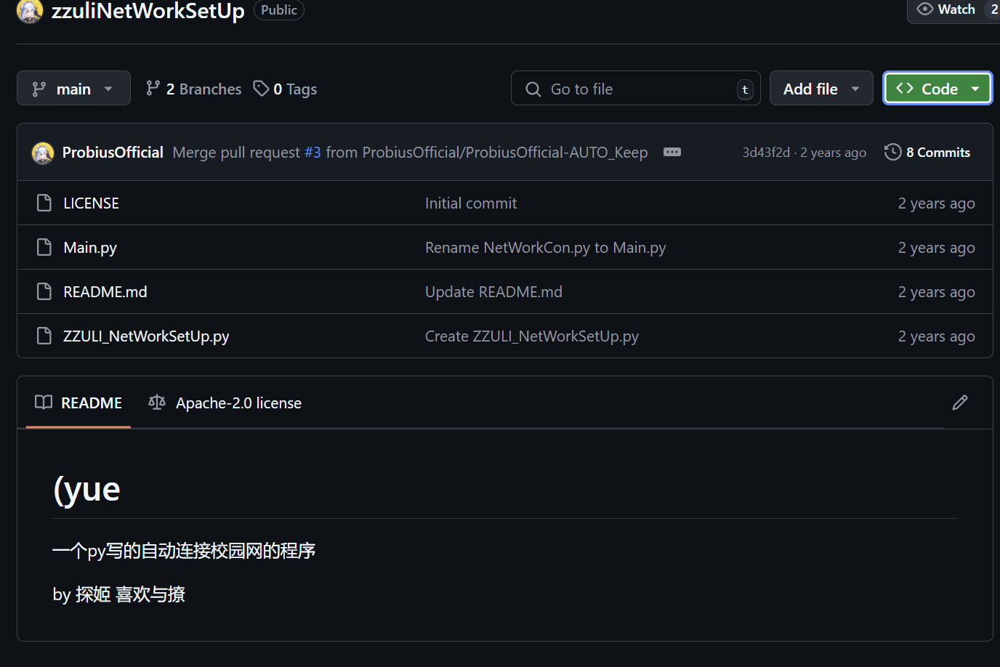 zzuliNetWorkSetUp Public Watch 2
main 2 Branches 0 Tags Go to file t Add file Code
ProbiusOfficial Merge pull request #3 from ProbiusOfficial/ProbiusOfficial-AUTO_Keep 3d43f2d · 2 years ago 8 Commits
LICENSE Initial commit 2 years ago
Main.py Rename NetWorkCon.py to Main.py 2 years ago
README.md Update README.md 2 years ago
ZZULI_NetWorkSetUp.py Create ZZULI_NetWorkSetUp.py 2 years ago
README Apache-2.0 license
(yue
一个py写的自动连接校园网的程序
by 探姬 喜欢与撩